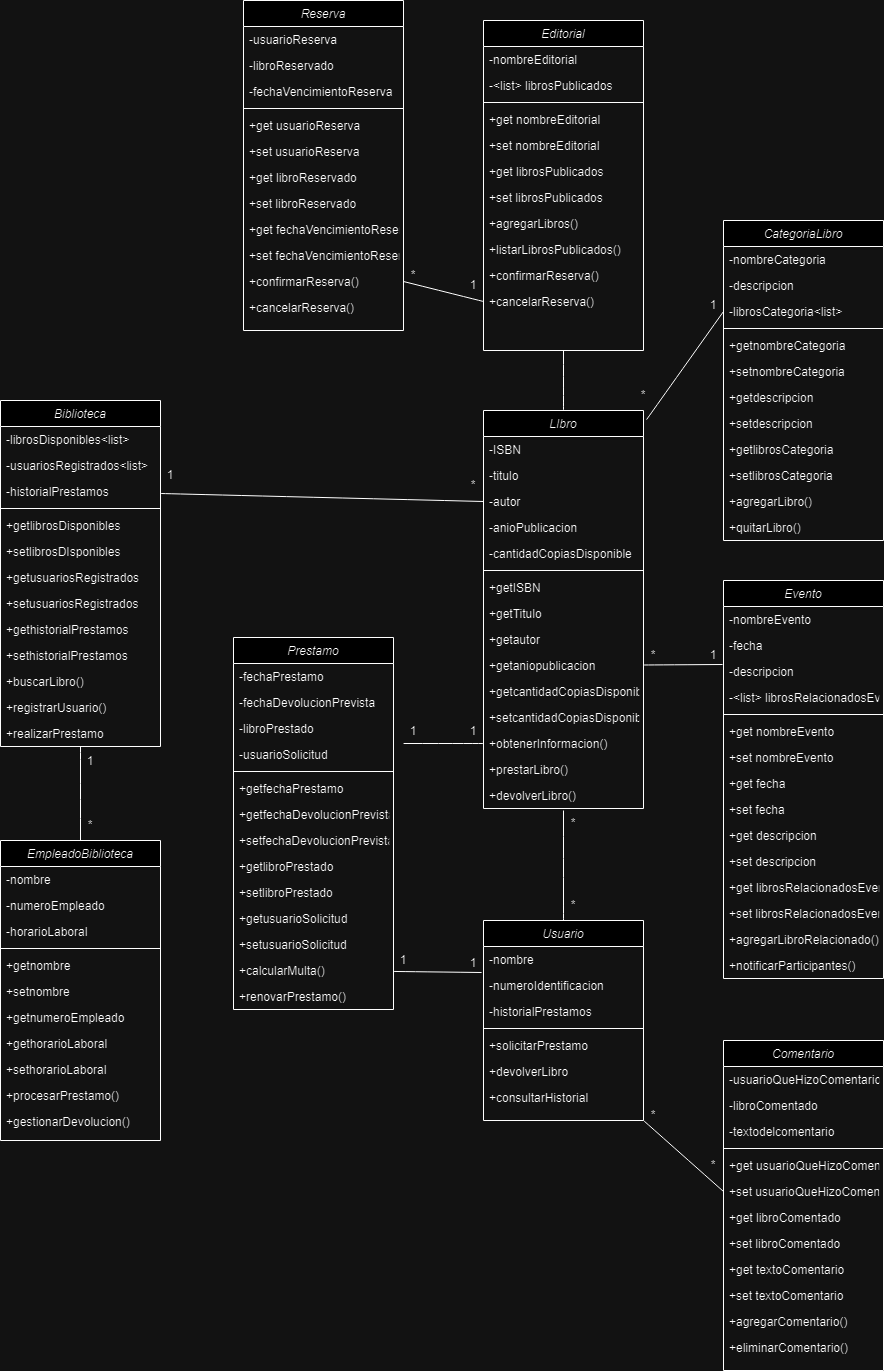 Reserva
-usuarioReserva
-libroReservado
-fechaVencimientoReserva
+get usuarioReserva
+set usuarioReserva
+get libroReservado
+set libroReservado
+get fechaVencimientoRese
+set fechaVencimientoRese
+confirmarReserva()
+cancelarReserva()
*
1
Editorial
-nombreEditorial
-<list> librosPublicados
+get nombreEditorial
+set nombreEditorial
+get librosPublicados
+set librosPublicados
+agregarLibros()
+listarLibrosPublicados()
+confirmarReserva()
+cancelarReserva()
CategoriaLibro
-nombreCategoria
-descripcion
-librosCategoria<list>
+getnombreCategoria
+setnombreCategoria
+getdescripcion
+setdescripcion
+getlibrosCategoria
+setlibrosCategoria
+agregarLibro()
+quitarLibro()
1
*
Biblioteca
-librosDisponibles<list>
-usuariosRegistrados<list>
-historialPrestamos
+getlibrosDisponibles
+setlibrosDIsponibles
+getusuariosRegistrados
+setusuariosRegistrados
+gethistorialPrestamos
+sethistorialPrestamos
+buscarLibro()
+registrarUsuario()
+realizarPrestamo
1
*
LIbro
-ISBN
-titulo
-autor
-anioPublicacion
-cantidadCopiasDisponible
+getISBN
+getTitulo
+getautor
+getaniopublicacion
+getcantidadCopiasDisponib
+setcantidadCopiasDisponib
+obtenerInformacion()
+prestarLibro()
+devolverLibro()
*
1
Evento
-nombreEvento
-fecha
-descripcion
-<list> librosRelacionadosEv
+get nombreEvento
+set nombreEvento
+get fecha
+set fecha
+get descripcion
+set descripcion
+get librosRelacionadosEve
+set librosRelacionadosEve
+agregarLibroRelacionado()
+notificarParticipantes()
Prestamo
-fechaPrestamo
-fechaDevolucionPrevista
-libroPrestado
-usuarioSolicitud
+getfechaPrestamo
+getfechaDevolucionPrevista
+setfechaDevolucionPrevista
+getlibroPrestado
+setlibroPrestado
+getusuarioSolicitud
+setusuarioSolicitud
+calcularMulta()
+renovarPrestamo()
1
1
1
1
1
*
EmpleadoBiblioteca
-nombre
-numeroEmpleado
-horarioLaboral
+getnombre
+setnombre
+getnumeroEmpleado
+gethorarioLaboral
+sethorarioLaboral
+procesarPrestamo()
+gestionarDevolucion()
*
*
Usuario
-nombre
-numeroIdentificacion
-historialPrestamos
+solicitarPrestamo
+devolverLibro
+consultarHistorial
*
*
Comentario
-usuarioQueHizoComentario
-libroComentado
-textodelcomentario
+get usuarioQueHizoComen
+set usuarioQueHizoComen
+get libroComentado
+set libroComentado
+get textoComentario
+set textoComentario
+agregarComentario()
+eliminarComentario()